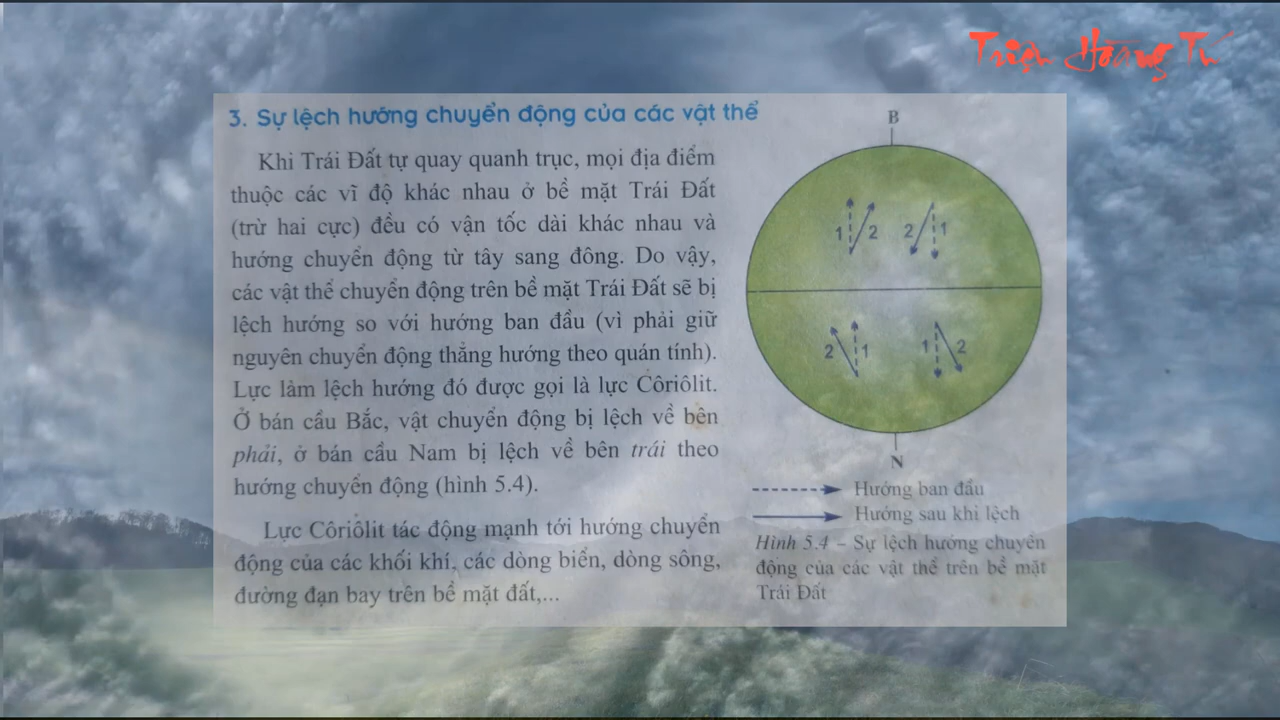 Triệu Hoàng Tú
3. Sự lệch hướng chuyển động của các vật thể
Khi Trái Đất tự quay quanh trục, mọi địa điểm
thuộc các vĩ độ khác nhau ở bề mặt Trái Đất
(trừ hai cực) đều có vận tốc dài khác nhau và
hướng chuyển động từ tây sang đông. Do vậy,
các vật thể chuyển động trên bề mặt Trái Đất sẽ bị
lệch hướng so với hướng ban đầu (vì phải giữ
nguyên chuyển động thẳng hướng theo quán tính).
Lực làm lệch hướng đó được gọi là lực Côriôlit.
Ở bán cầu Bắc, vật chuyển động bị lệch về bên
phải, ở bán cầu Nam bị lệch về bên trái theo
hướng chuyển động (hình 5.4).
Lực Côriôlit tác động mạnh tới hướng chuyển
động của các khối khí, các dòng biển, dòng sông,
đường đạn bay trên bề mặt đất,...
B
1 2 2 1
2 1 1 2
N
Hướng ban đầu
Hướng sau khi lệch
Hình 5.4 – Sự lệch hướng chuyển
động của các vật thể trên bề mặt
Trái Đất